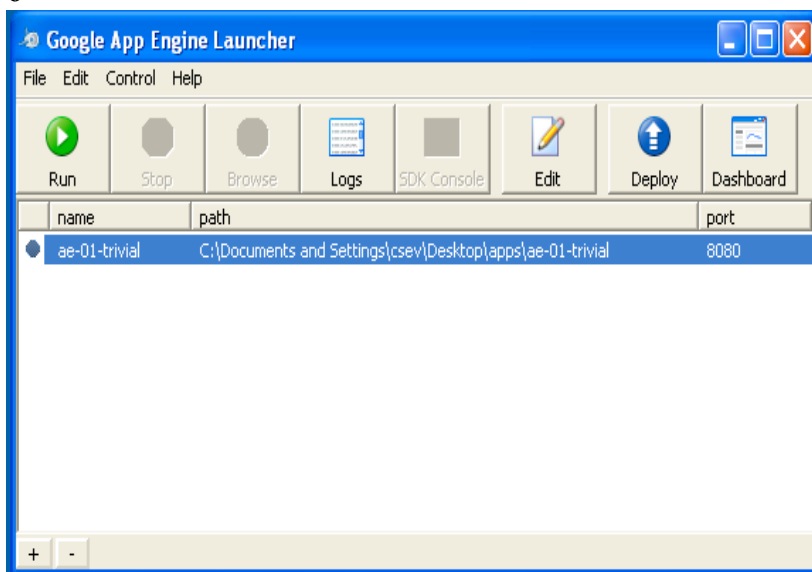 Google App Engine Launcher
File Edit Control Help
Run Stop Browse Logs SDK Console Edit Deploy Dashboard
name path port
ae-01-trivial C:\Documents and Settings\csev\Desktop\apps\ae-01-trivial 8080
+ -